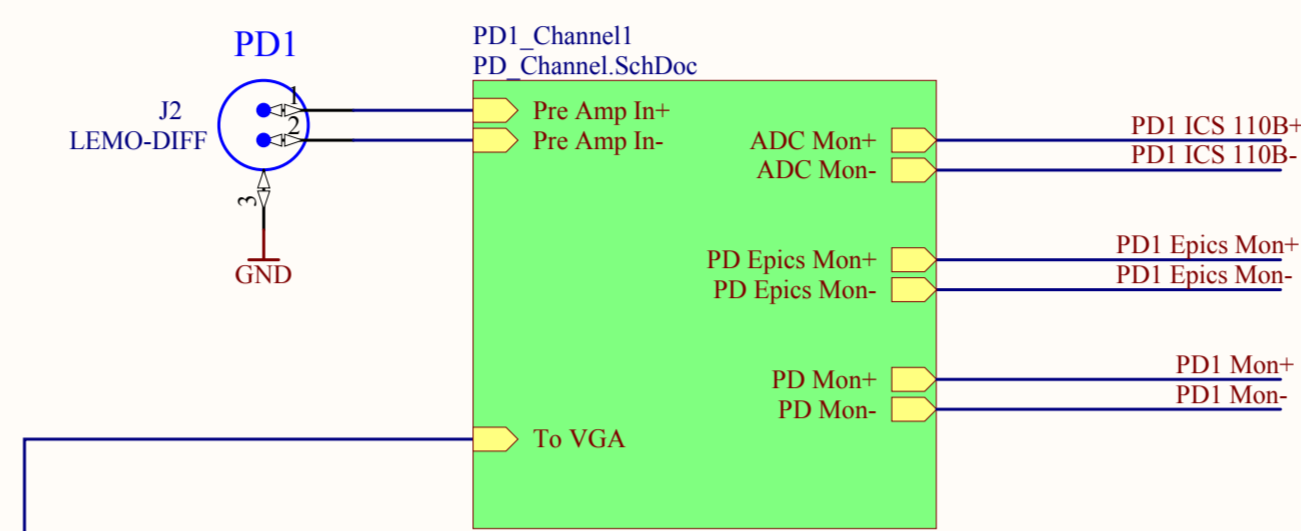 PD1
J2
LEMO-DIFF
1
2
3
GND
PD1_Channel1
PD_Channel.SchDoc
Pre Amp In+
Pre Amp In-
To VGA
ADC Mon+
ADC Mon-
PD Epics Mon+
PD Epics Mon-
PD Mon+
PD Mon-
PD1 ICS 110B+
PD1 ICS 110B-
PD1 Epics Mon+
PD1 Epics Mon-
PD1 Mon+
PD1 Mon-